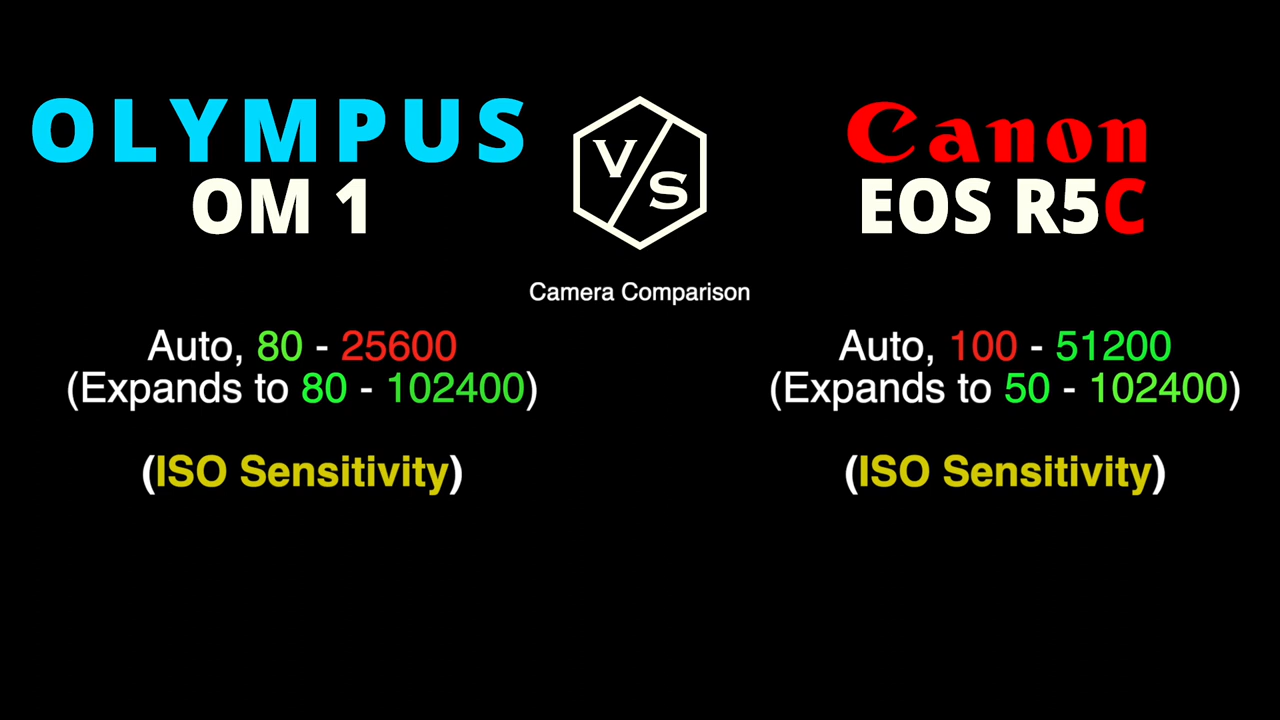 OLYMPUS
OM 1
VS
Canon
EOS R5C
Camera Comparison
Auto, 80 - 25600
(Expands to 80 - 102400)
(ISO Sensitivity)
Auto, 100 - 51200
(Expands to 50 - 102400)
(ISO Sensitivity)